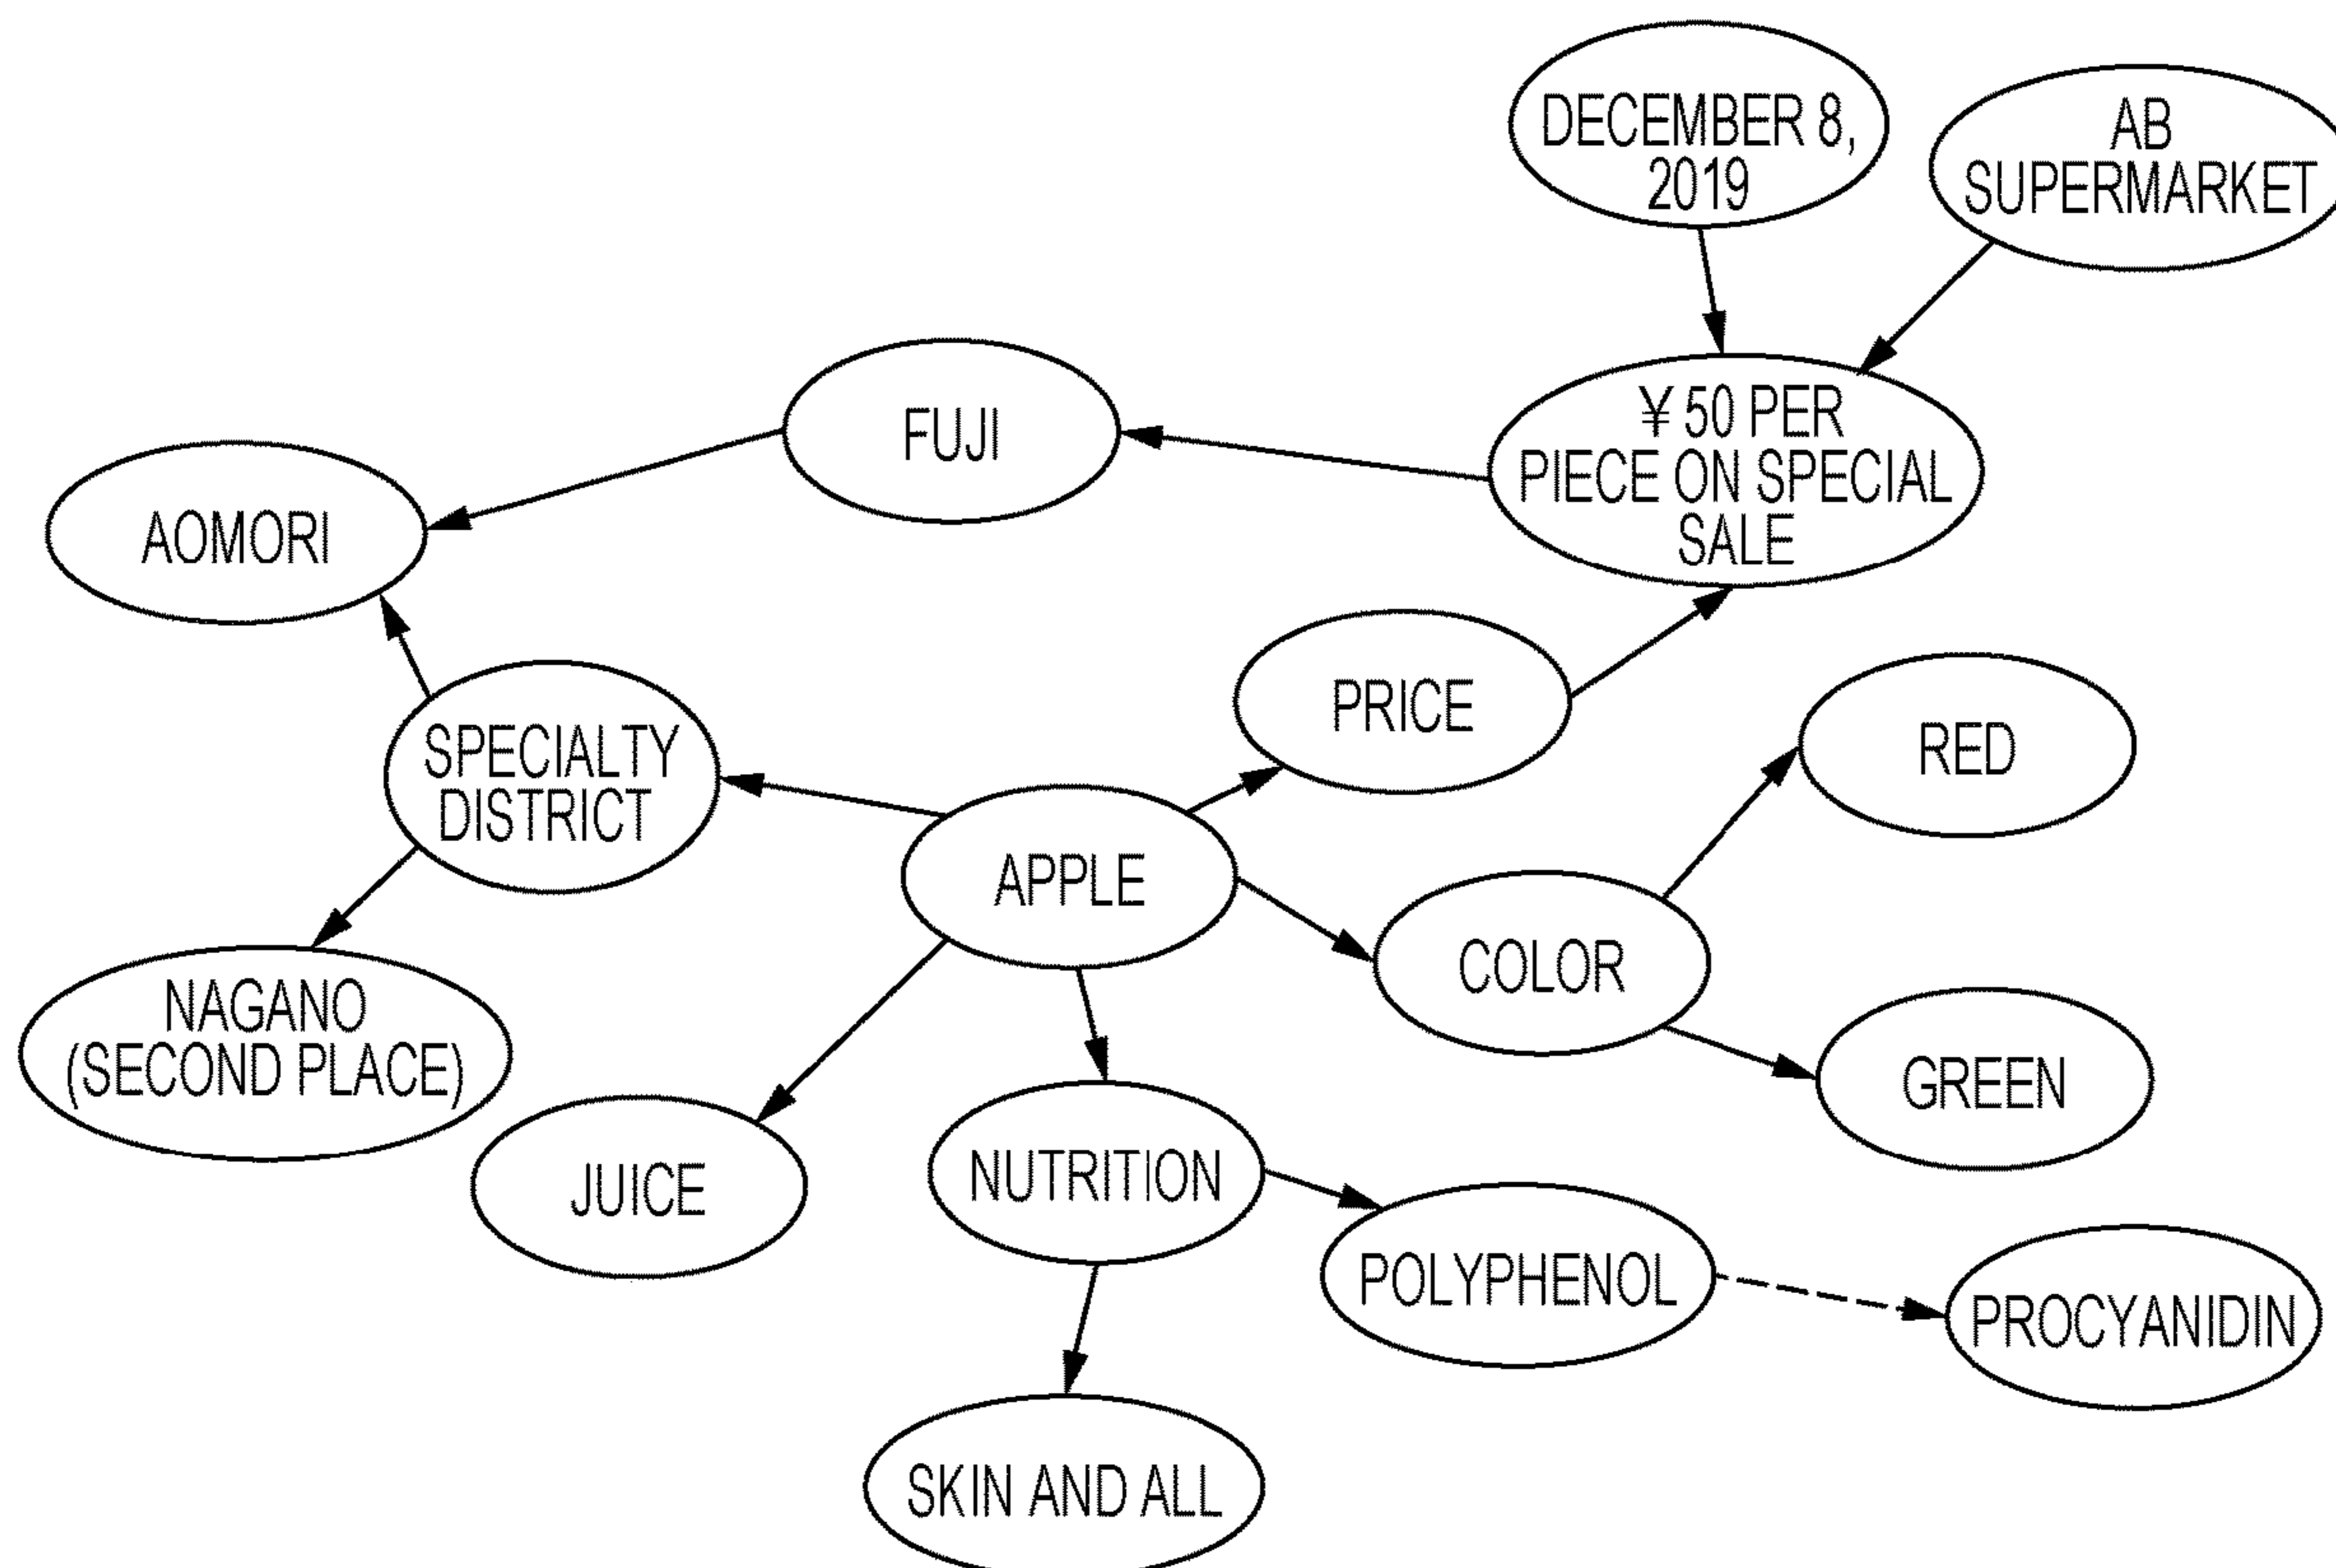 DECEMBER 8,
2019
AB
SUPERMARKET
¥ 50 PER
PIECE ON SPECIAL
SALE
FUJI
AOMORI
PRICE
RED
SPECIALTY
DISTRICT
APPLE
COLOR
NAGANO
(SECOND PLACE)
GREEN
JUICE
NUTRITION
POLYPHENOL
PROCYANIDIN
SKIN AND ALL